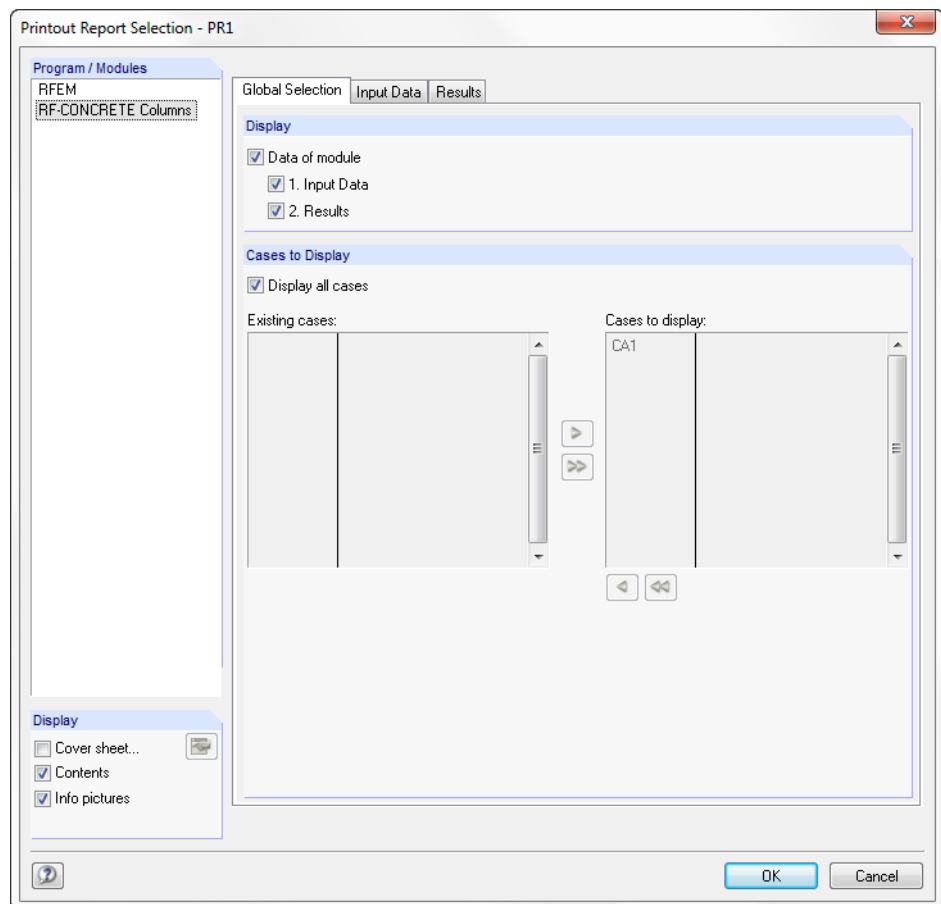 Printout Report Selection - PR1
Program / Modules
RFEM
RF-CONCRETE Columns
Global Selection
Input Data
Results
Display
Data of module
1. Input Data
2. Results
Cases to Display
Display all cases
Existing cases:
Cases to display:
CA1
>
>>
<
<<
Display
Cover sheet...
Contents
Info pictures
OK
Cancel